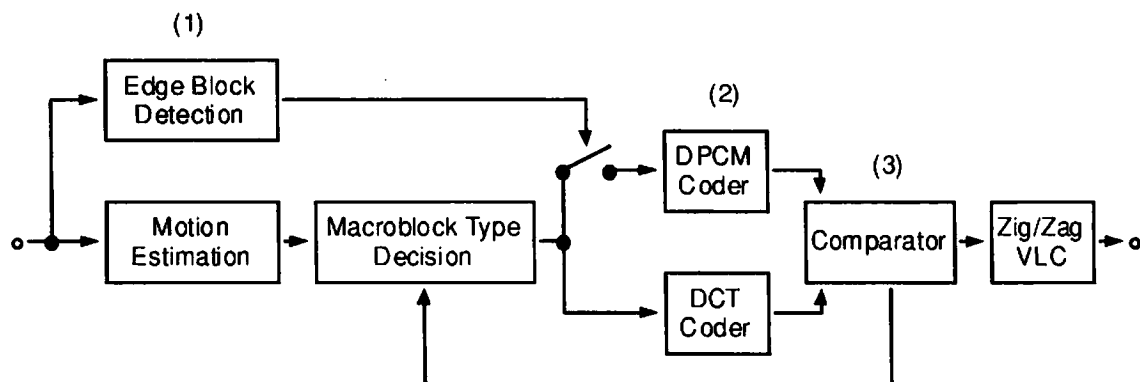 (1)
Edge Block
Detection
(2)
DPCM
Coder
(3)
Motion
Estimation
Macroblock Type
Decision
Comparator
Zig/Zag
VLC
DCT
Coder